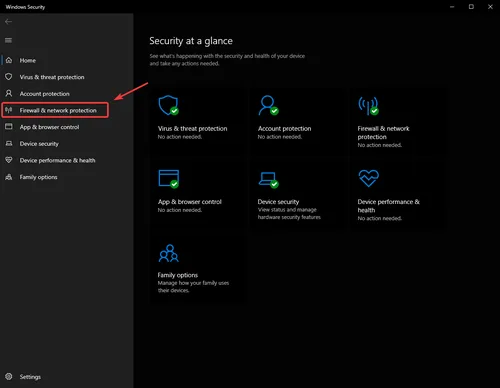 Windows Security
Home
Virus & threat protection
Account protection
Firewall & network protection
App & browser control
Device security
Device performance & health
Family options
Settings
Security at a glance
See what's happening with the security and health of your device
and take any actions needed.
Virus & threat protection
No action needed.
Account protection
No action needed.
Firewall & network
protection
No action needed.
App & browser control
No action needed.
Device security
View status and manage
hardware security features
Device performance &
health
No action needed.
Family options
Manage how your family uses
their devices.